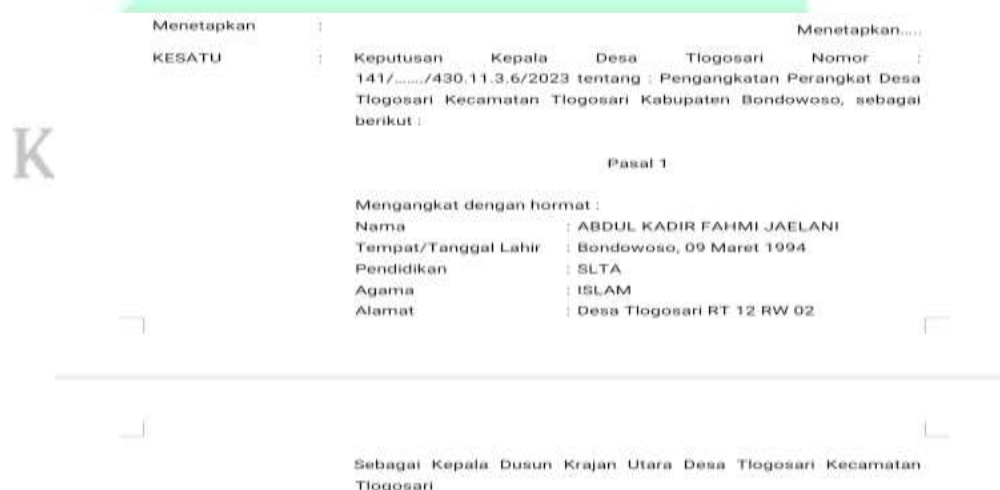 Menetapkan :
Menetapkan.....
KESATU : Keputusan Kepala Desa Tlogosari Nomor :
141/......./430.11.3.6/2023 tentang : Pengangkatan Perangkat Desa
Tlogosari Kecamatan Tlogosari Kabupaten Bondowoso, sebagai
berikut :
K
Pasal 1
Mengangkat dengan hormat :
Nama : ABDUL KADIR FAHMI JAELANI
Tempat/Tanggal Lahir : Bondowoso, 09 Maret 1994
Pendidikan : SLTA
Agama : ISLAM
Alamat : Desa Tlogosari RT 12 RW 02
Sebagai Kepala Dusun Krajan Utara Desa Tlogosari Kecamatan
Tlogosari